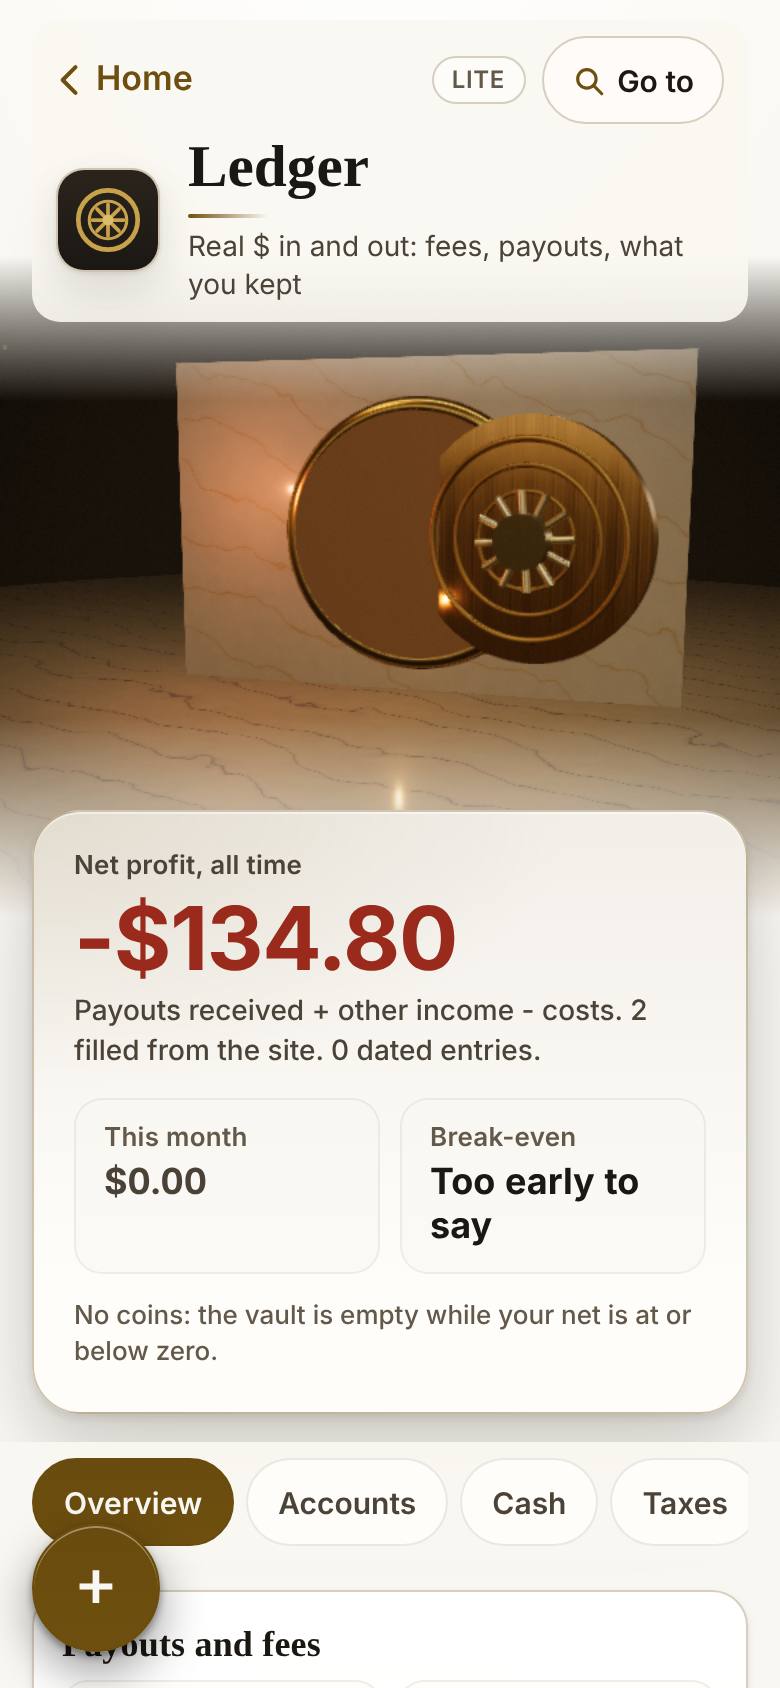 Home
LITE
Go to
Ledger
Real $ in and out: fees, payouts, what
you kept
Net profit, all time
-$134.80
Payouts received + other income - costs. 2
filled from the site. 0 dated entries.
This month
$0.00
Break-even
Too early to
say
No coins: the vault is empty while your net is at or
below zero.
Overview
Accounts
Cash
Taxes
+
Payouts and fees